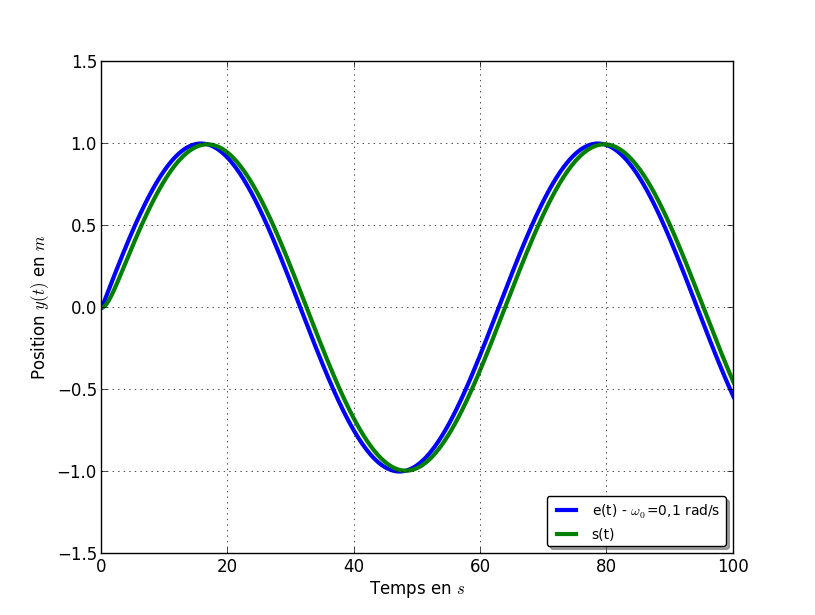 1.5
1.0
0.5
0.0
−0.5
−1.0
−1.5
Position y(t) en m
0 20 40 60 80 100
Temps en s
e(t) - ω₀=0,1 rad/s
s(t)